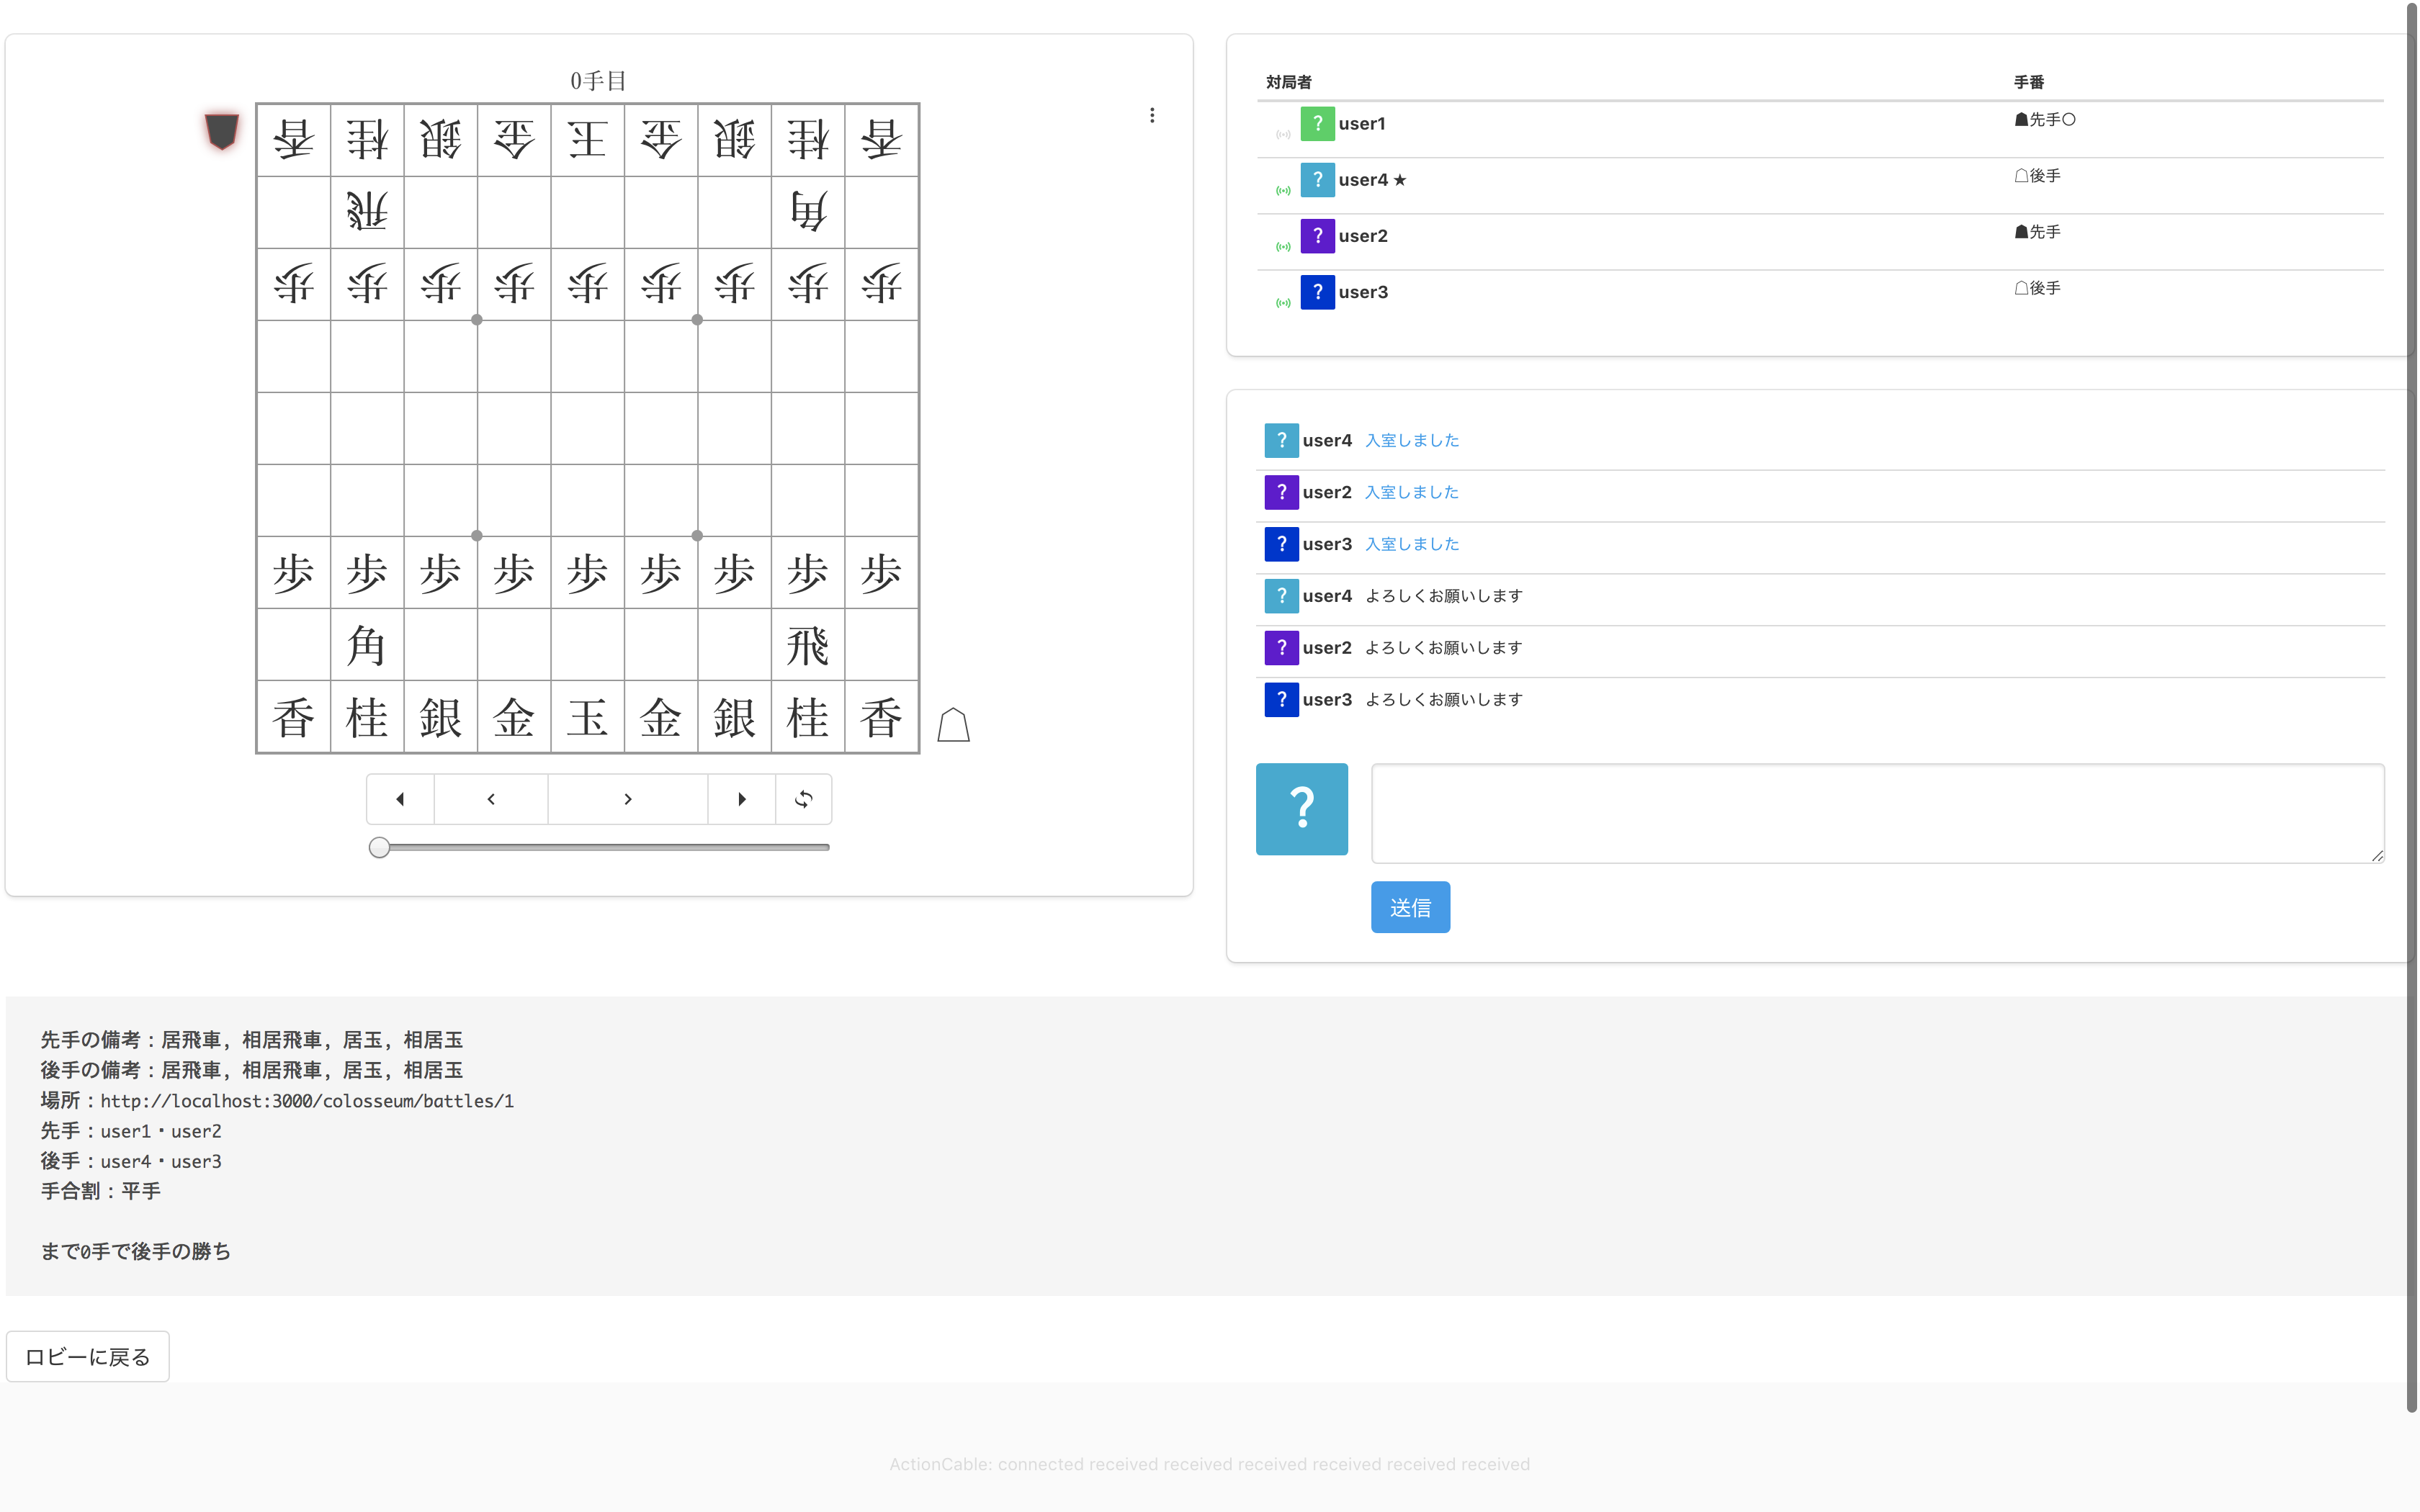 0手目
香桂銀金王金銀桂香
飛角
歩歩歩歩歩歩歩歩歩
歩歩歩歩歩歩歩歩歩
角飛
香桂銀金玉金銀桂香
対局者 手番
? user1 ☗先手○
? user4 ★ ☖後手
? user2 ☗先手
? user3 ☖後手
? user4 入室しました
? user2 入室しました
? user3 入室しました
? user4 よろしくお願いします
? user2 よろしくお願いします
? user3 よろしくお願いします
?
送信
先手の備考:居飛車, 相居飛車, 居玉, 相居玉
後手の備考:居飛車, 相居飛車, 居玉, 相居玉
場所:http://localhost:3000/colosseum/battles/1
先手:user1・user2
後手:user4・user3
手合割:平手
まで0手で後手の勝ち
ロビーに戻る
ActionCable: connected received received received received received received